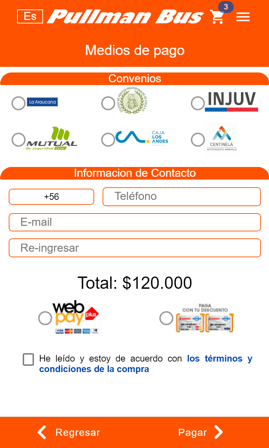 Es
Pullman Bus
3
Medios de pago
Convenios
La Araucana
INJUV
MUTUAL
de seguridad
CAJA
LOS
ANDES
CENTINELA
Informacion de Contacto
+56
Teléfono
E-mail
Re-ingresar
Total: $120.000
web
pay
plus
PAGA
CON TU DESCUENTO
He leído y estoy de acuerdo con los términos y
condiciones de la compra
Regresar
Pagar